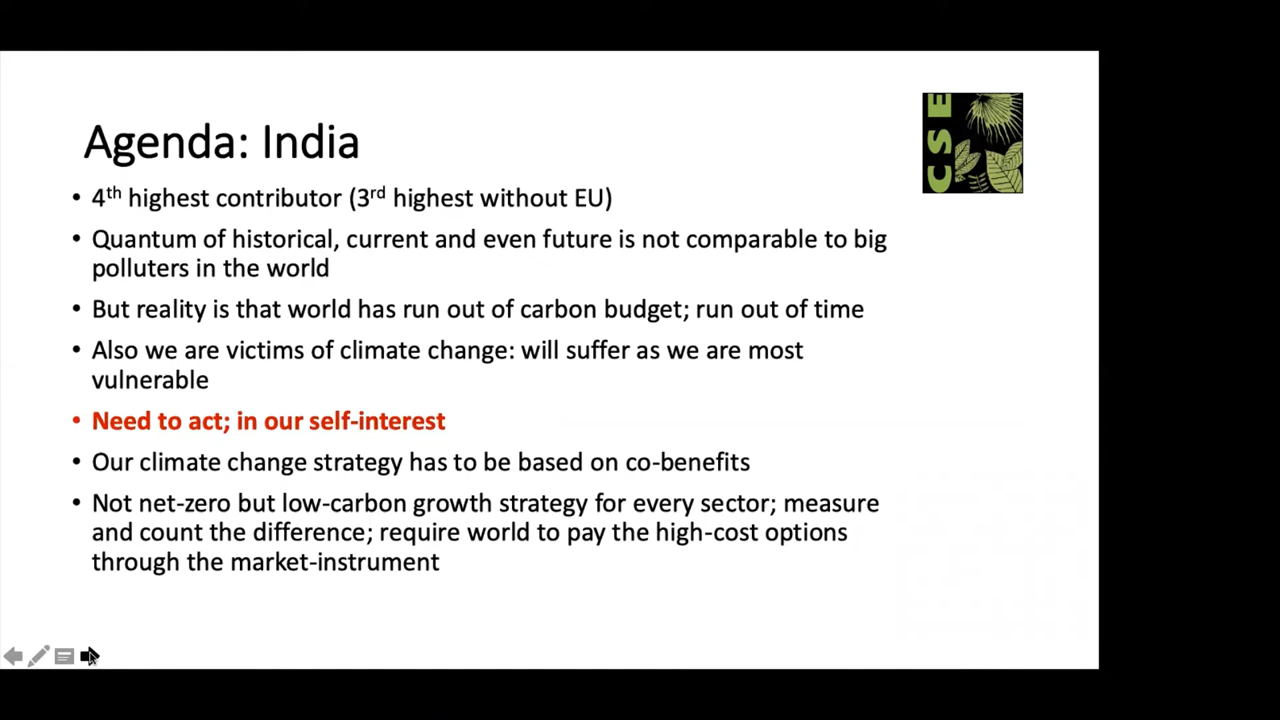 CSE
Agenda: India
• 4th highest contributor (3rd highest without EU)
• Quantum of historical, current and even future is not comparable to big
polluters in the world
• But reality is that world has run out of carbon budget; run out of time
• Also we are victims of climate change: will suffer as we are most
vulnerable
• Need to act; in our self-interest
• Our climate change strategy has to be based on co-benefits
• Not net-zero but low-carbon growth strategy for every sector; measure
and count the difference; require world to pay the high-cost options
through the market-instrument